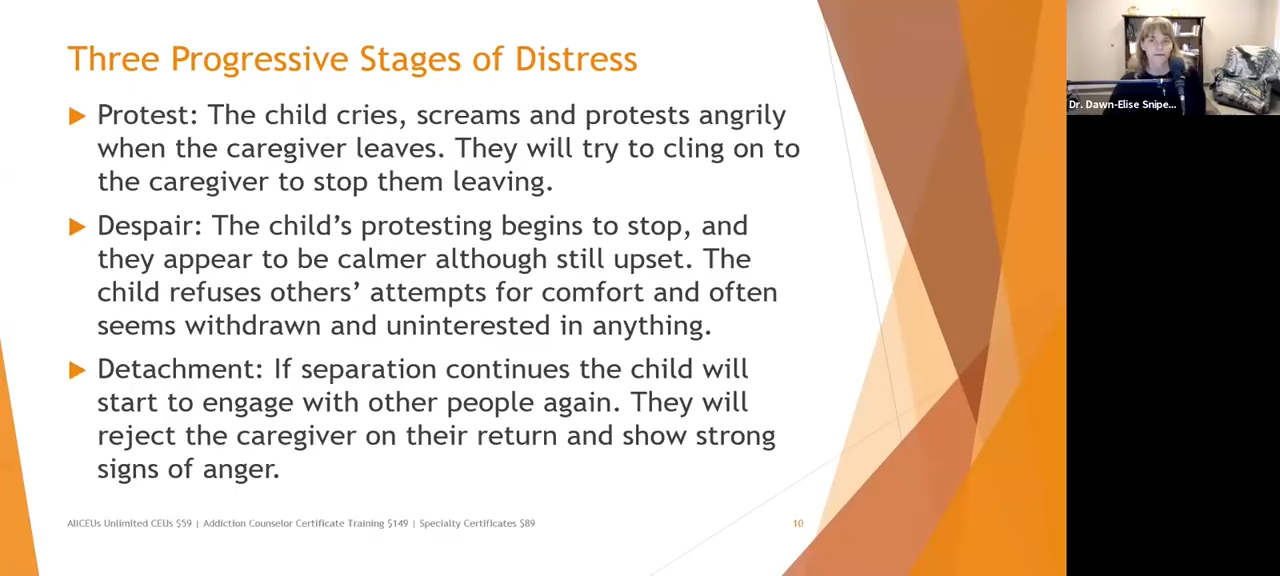 Three Progressive Stages of Distress
Protest: The child cries, screams and protests angrily
when the caregiver leaves. They will try to cling on to
the caregiver to stop them leaving.
Despair: The child’s protesting begins to stop, and
they appear to be calmer although still upset. The
child refuses others’ attempts for comfort and often
seems withdrawn and uninterested in anything.
Detachment: If separation continues the child will
start to engage with other people again. They will
reject the caregiver on their return and show strong
signs of anger.
AllCEUs Unlimited CEUs $59 | Addiction Counselor Certificate Training $149 | Specialty Certificates $89
10
Dr. Dawn-Elise Snipe...